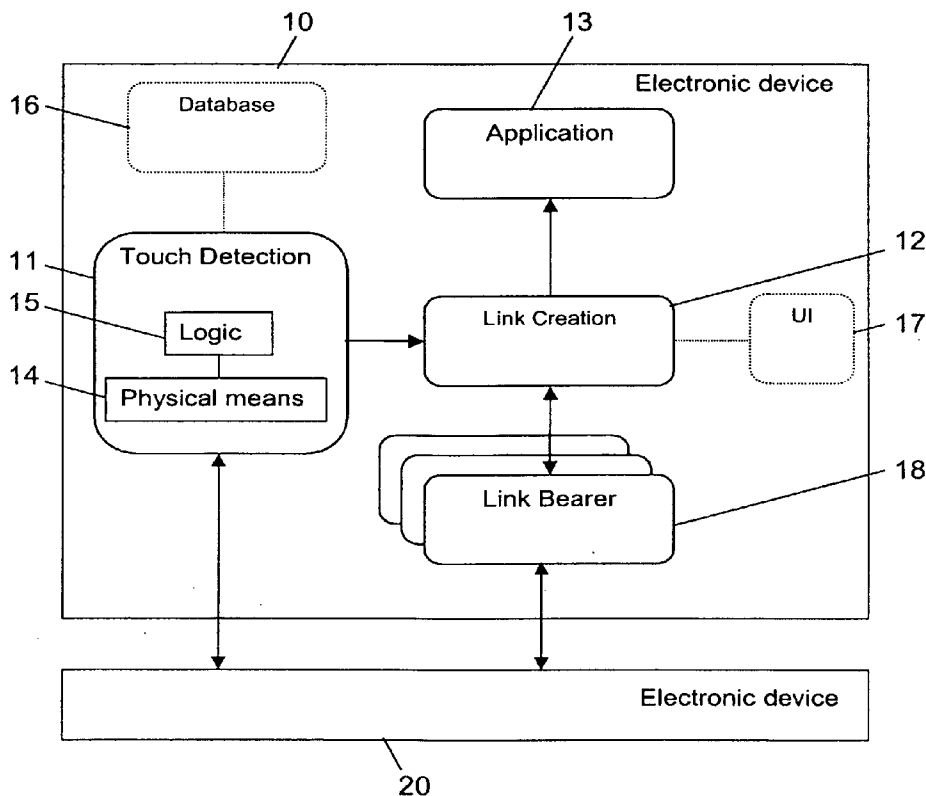 10
13
Electronic device
16
Database
Application
11
Touch Detection
12
15
Logic
Link Creation
UI
17
14
Physical means
Link Bearer
18
Electronic device
20